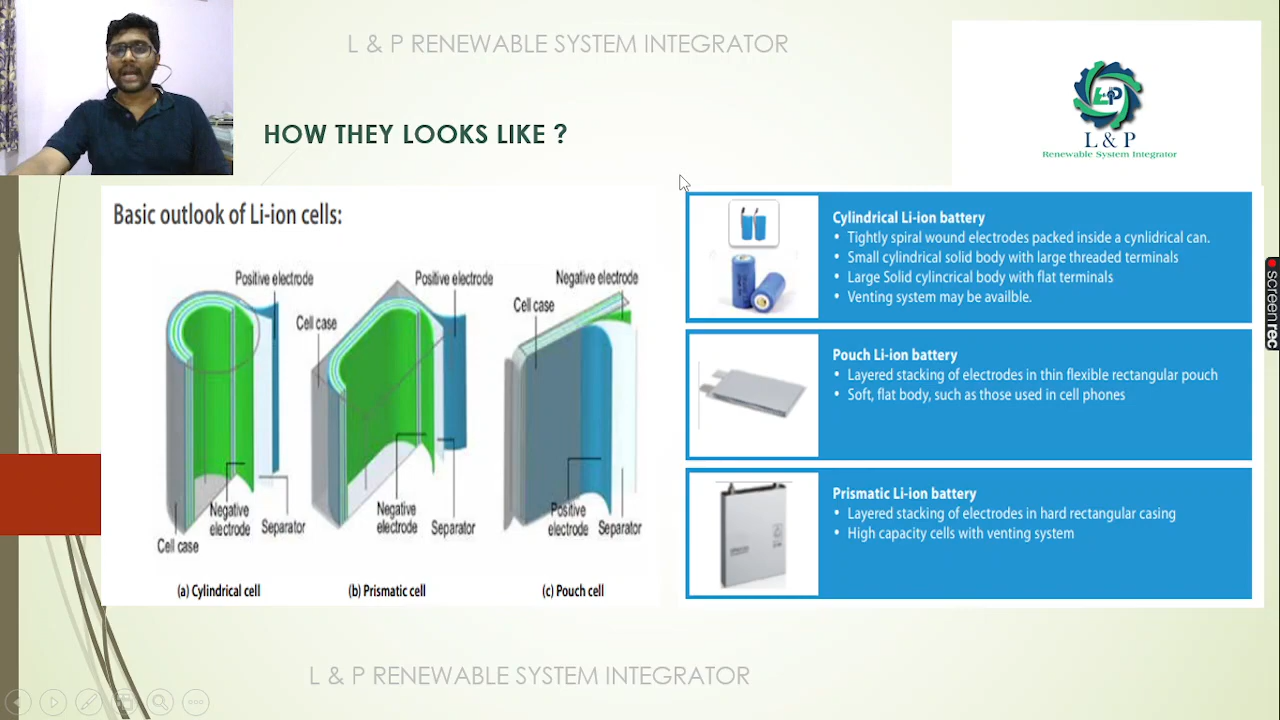 L & P RENEWABLE SYSTEM INTEGRATOR
L & P
Renewable System Integrator
HOW THEY LOOKS LIKE ?
Basic outlook of Li-ion cells:
Positive electrode
Cell case
Negative
electrode
Separator
(a) Cylindrical cell
Positive electrode
Cell case
Negative
electrode
Separator
(b) Prismatic cell
Negative electrode
Cell case
Positive
electrode
Separator
(c) Pouch cell
Cylindrical Li-ion battery
• Tightly spiral wound electrodes packed inside a cynlidrical can.
• Small cylindrical solid body with large threaded terminals
• Large Solid cylincrical body with flat terminals
• Venting system may be availble.
Pouch Li-ion battery
• Layered stacking of electrodes in thin flexible rectangular pouch
• Soft, flat body, such as those used in cell phones
Prismatic Li-ion battery
• Layered stacking of electrodes in hard rectangular casing
• High capacity cells with venting system
L & P RENEWABLE SYSTEM INTEGRATOR
Screenrec